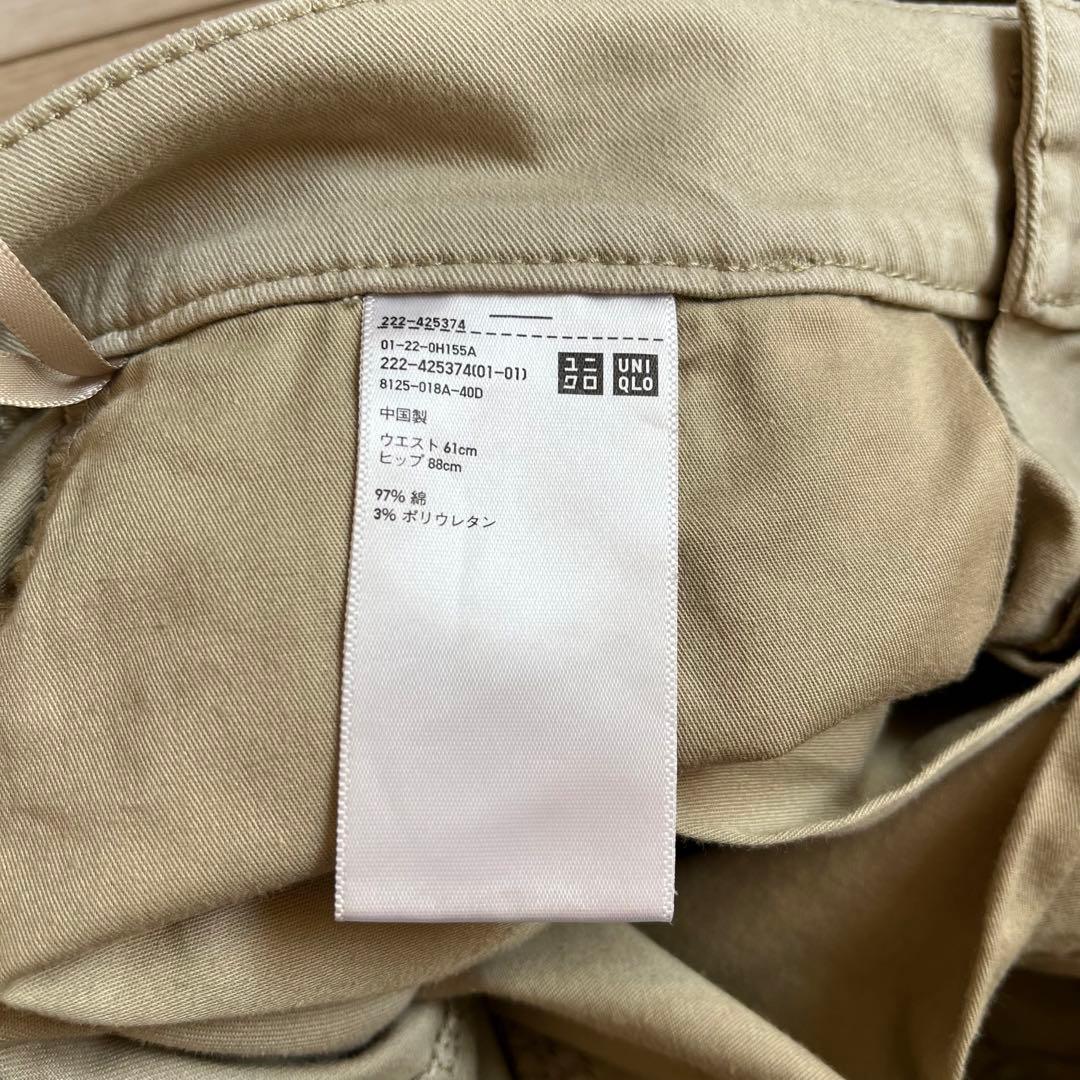 222-425374
01-22-0H155A
222-425374(01-01)
8125-018A-40D
ユニ
クロ
UNI
QLO
中国製
ウエスト 61cm
ヒップ 88cm
97% 綿
3% ポリウレタン